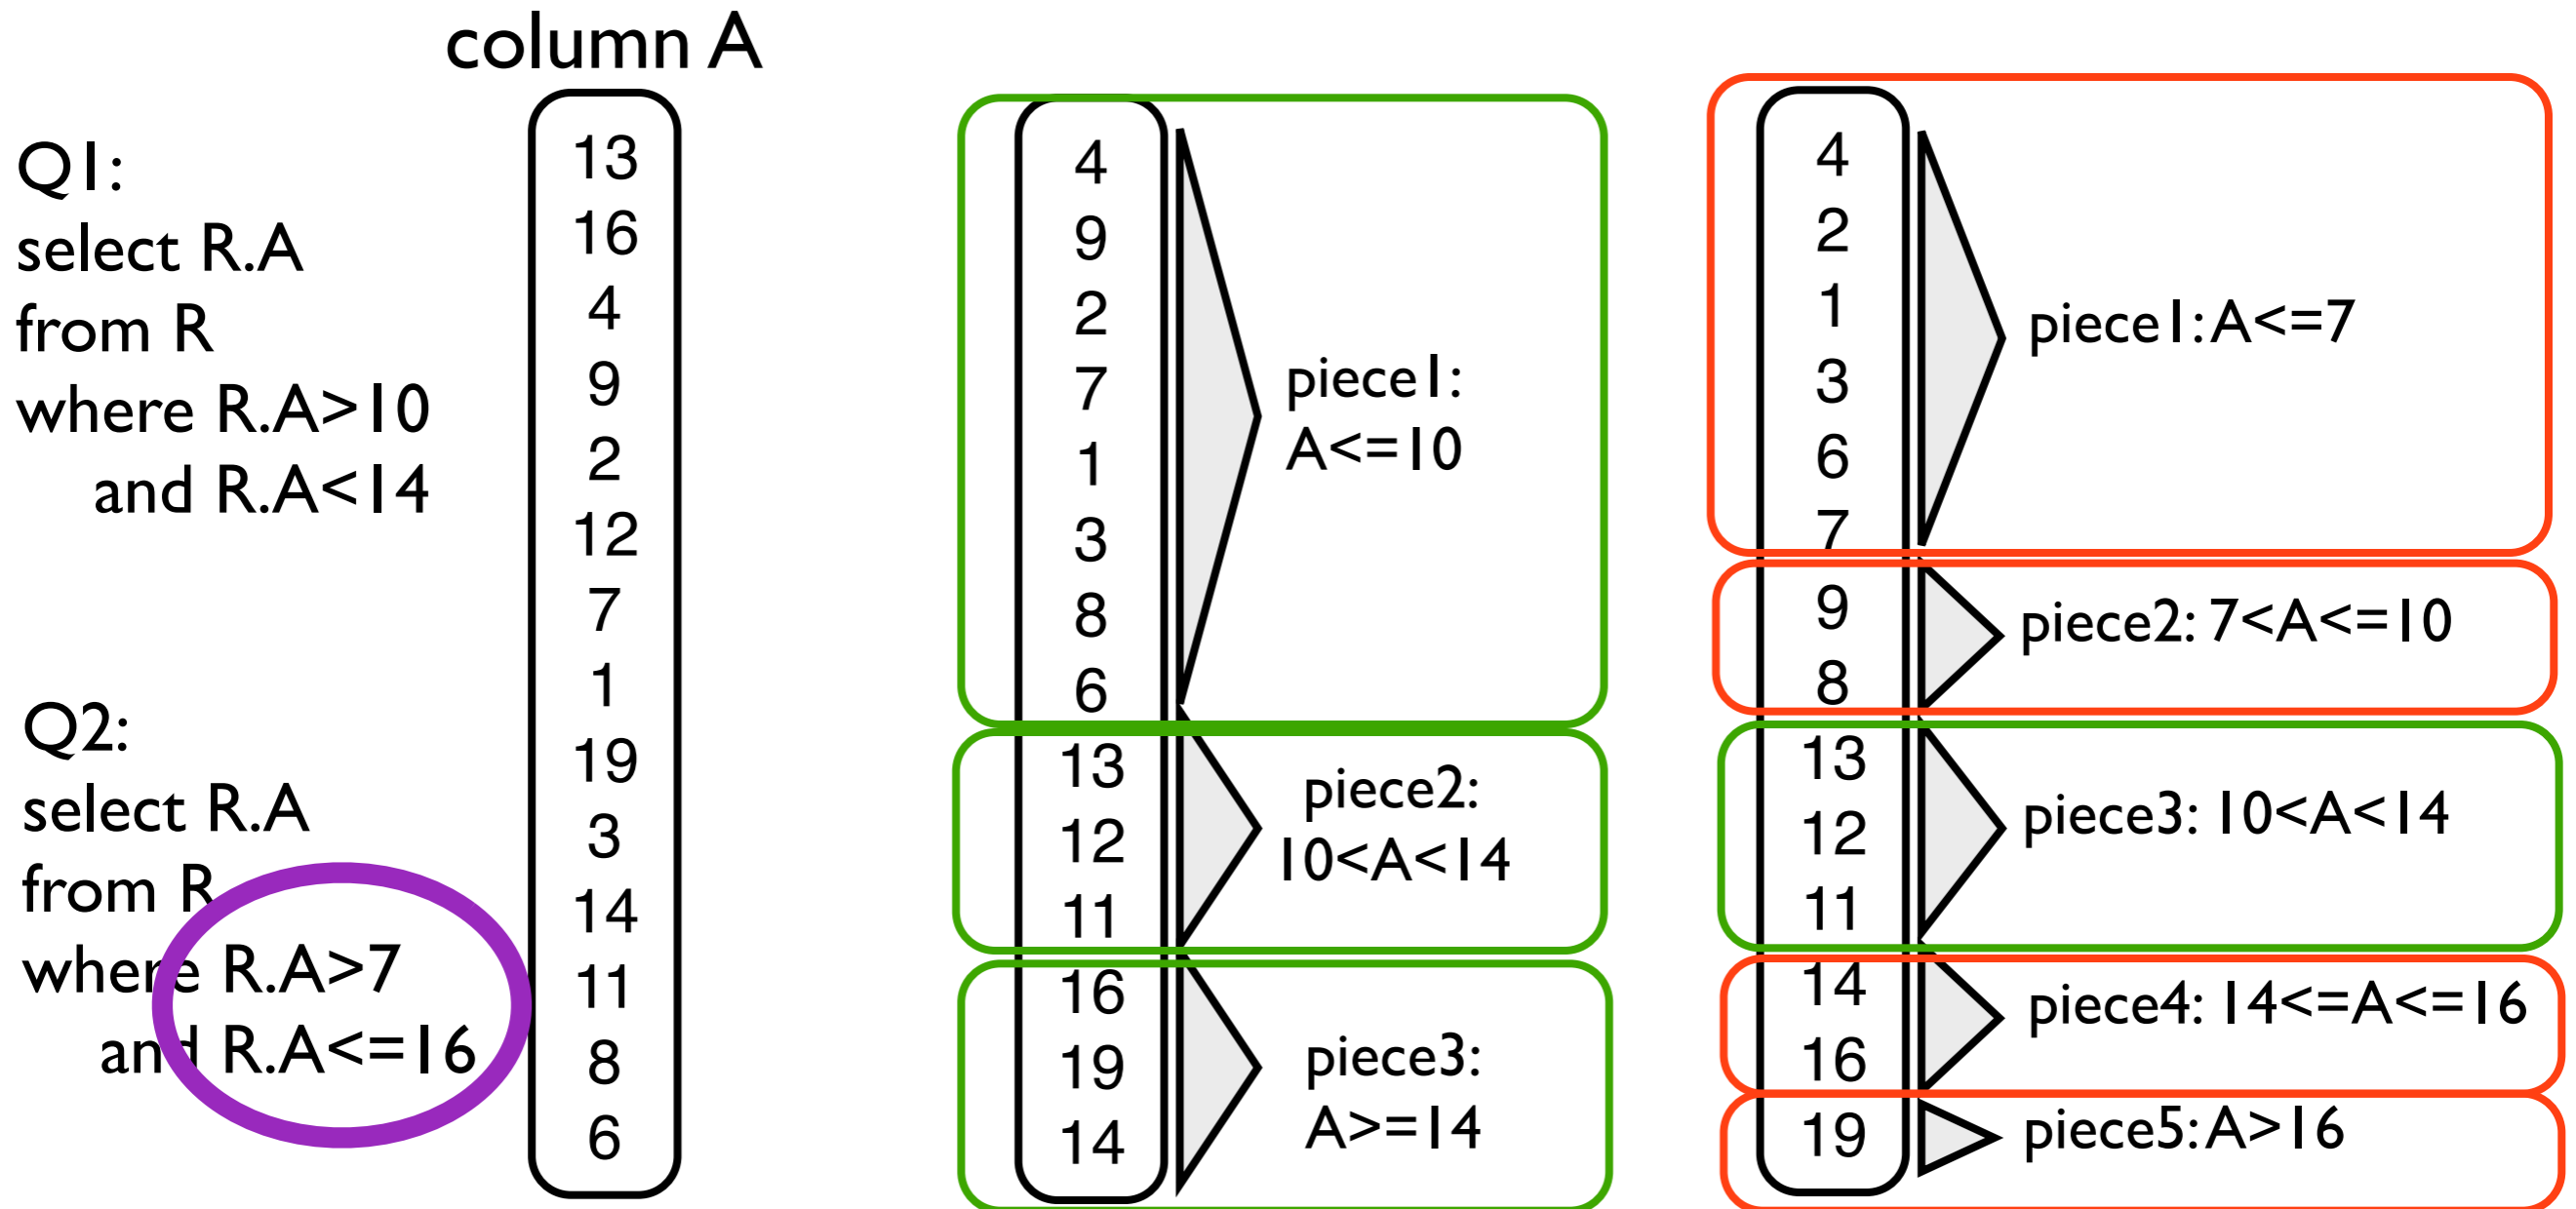 column A
Q1:
select R.A
from R
where R.A>10
and R.A<14
Q2:
select R.A
from R
where R.A>7
and R.A<=16
13
16
4
9
2
12
7
1
19
3
14
11
8
6
4
9
2
7
1
3
8
6
13
12
11
16
19
14
piece1:
A<=10
piece2:
10<A<14
piece3:
A>=14
4
2
1
3
6
7
9
8
13
12
11
14
16
19
piece1: A<=7
piece2: 7<A<=10
piece3: 10<A<14
piece4: 14<=A<=16
piece5: A>16